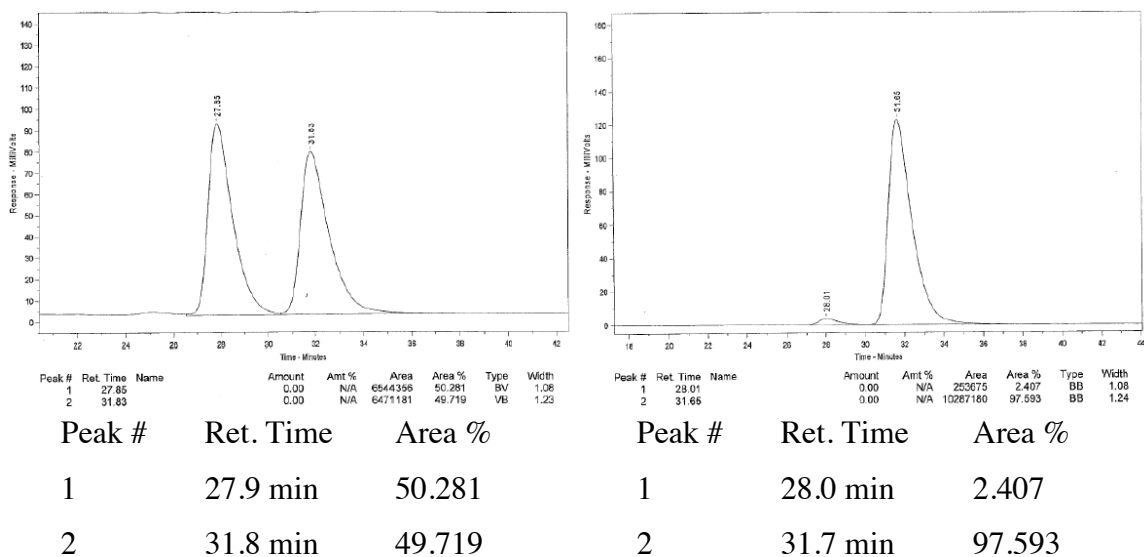 140
130
120
110
100
90
80
70
60
50
40
30
20
10
0
Response - MilliVolts
27.85
31.83
22 24 26 28 30 32 34 36 38 40 42
Time - Minutes
Peak # Ret. Time Name Amount Amt % Area Area % Type Width
1 27.85 0.00 N/A 6544356 50.281 BV 1.08
2 31.83 0.00 N/A 6471181 49.719 VB 1.23
Peak # Ret. Time Area %
1 27.9 min 50.281
2 31.8 min 49.719
180
160
140
120
100
80
60
40
20
0
Response - MilliVolts
28.01
31.65
18 20 22 24 26 28 30 32 34 36 38 40 42 44
Time - Minutes
Peak # Ret. Time Name Amount Amt % Area Area % Type Width
1 28.01 0.00 N/A 253675 2.407 BB 1.08
2 31.65 0.00 N/A 10287180 97.593 BB 1.24
Peak # Ret. Time Area %
1 28.0 min 2.407
2 31.7 min 97.593